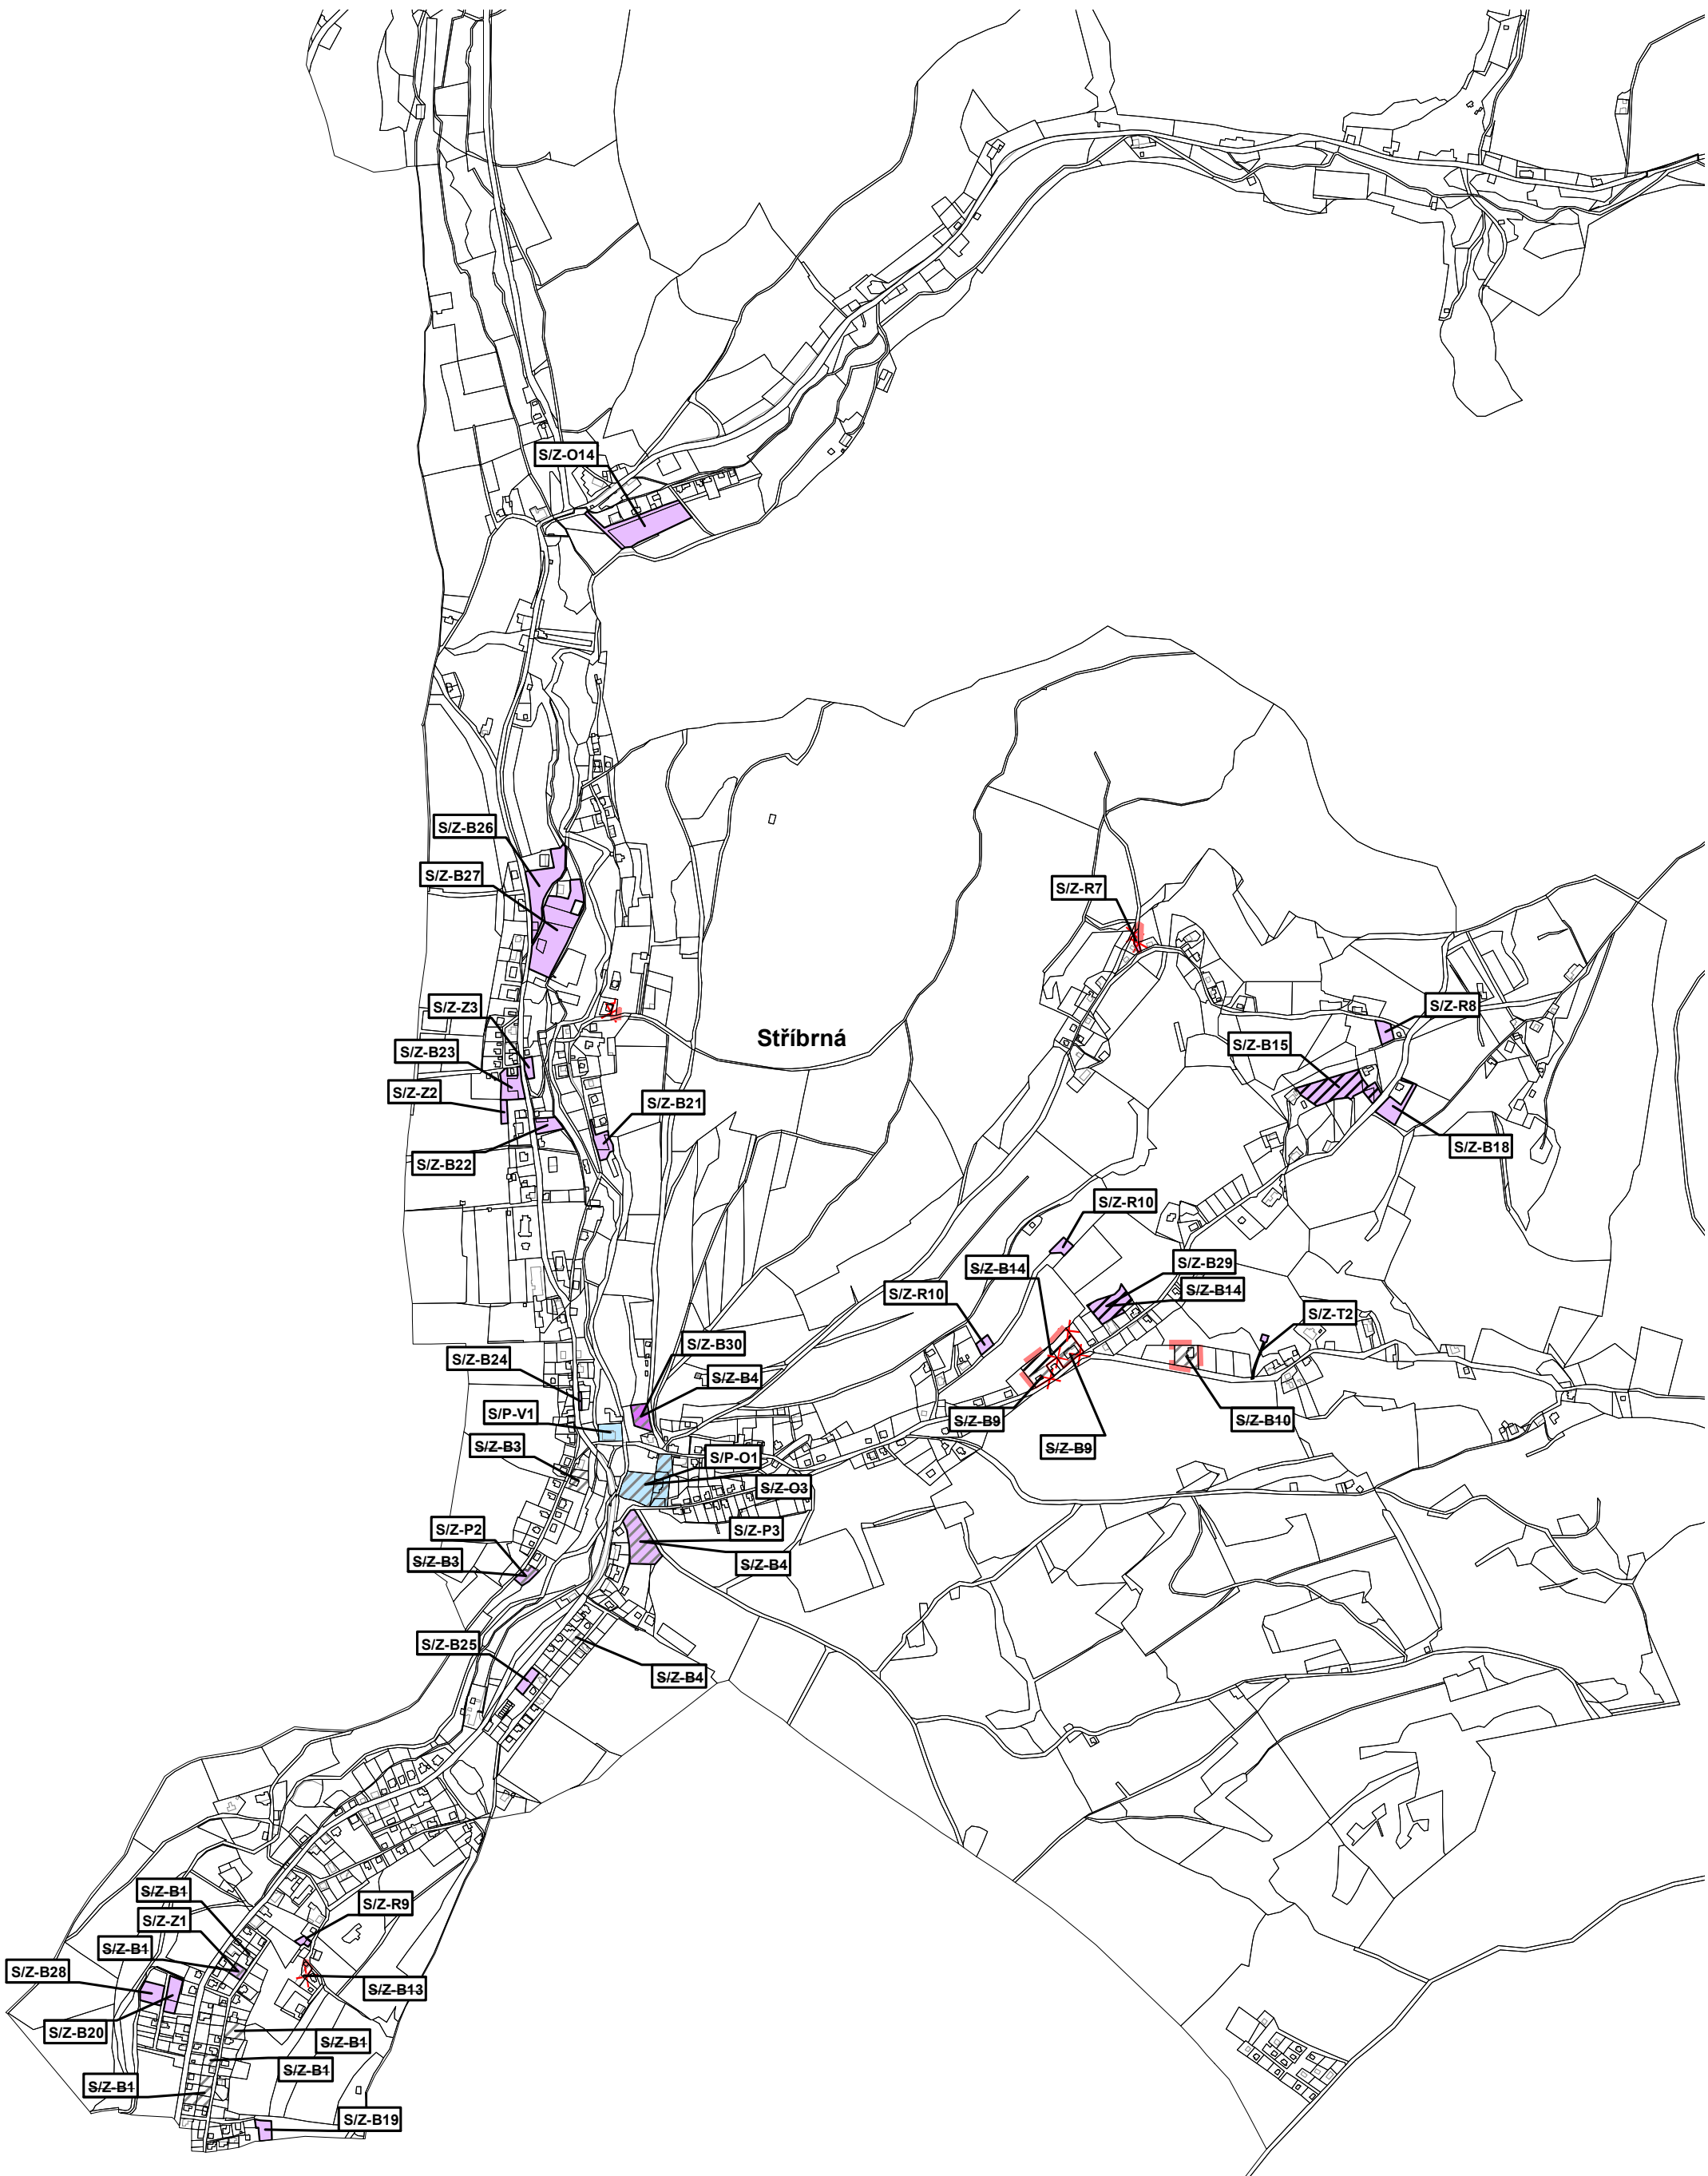 S/Z-O14
S/Z-B26
S/Z-B27
S/Z-R7
S/Z-Z3
S/Z-R8
Stříbrná
S/Z-B15
S/Z-B23
S/Z-Z2
S/Z-B21
S/Z-B18
S/Z-B22
S/Z-R10
S/Z-B29
S/Z-B14
S/Z-B14
S/Z-R10
S/Z-T2
S/Z-B30
S/Z-B24
S/Z-B4
S/P-V1
S/Z-B9
S/Z-B10
S/Z-B3
S/Z-B9
S/P-O1
S/Z-O3
S/Z-P2
S/Z-P3
S/Z-B3
S/Z-B4
S/Z-B25
S/Z-B4
S/Z-B1
S/Z-R9
S/Z-Z1
S/Z-B1
S/Z-B28
S/Z-B13
S/Z-B20
S/Z-B1
S/Z-B1
S/Z-B1
S/Z-B19